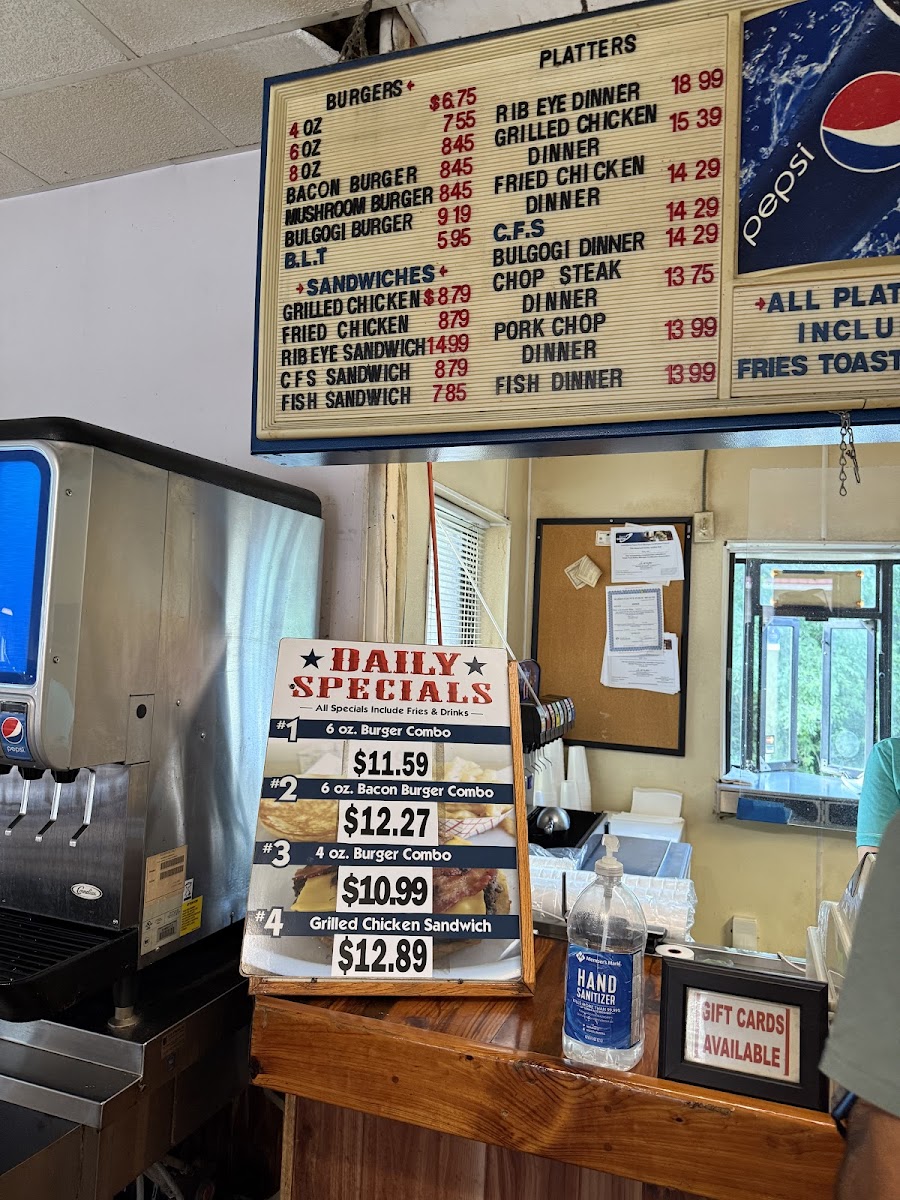 BURGERS
4 OZ $6.75
6 OZ 7 55
8 OZ 8 45
BACON BURGER 8 45
MUSHROOM BURGER 8 45
BULGOGI BURGER 9 19
B.L.T 5 95
SANDWICHES
GRILLED CHICKEN $8 79
FRIED CHICKEN 8 79
RIB EYE SANDWICH 14 99
C F S SANDWICH 8 79
FISH SANDWICH 7 85
PLATTERS
RIB EYE DINNER 18 99
GRILLED CHICKEN 15 39
DINNER
FRIED CHICKEN 14 29
DINNER
C.F.S 14 29
BULGOGI DINNER 14 29
CHOP STEAK 13 75
DINNER
PORK CHOP 13 99
DINNER
FISH DINNER 13 99
pepsi
ALL PLAT
INCLU
FRIES TOAST
pepsi
Cornelius
DAILY
SPECIALS
All Specials Include Fries & Drinks
#1 6 oz. Burger Combo
$11.59
#2 6 oz. Bacon Burger Combo
$12.27
#3 4 oz. Burger Combo
$10.99
#4 Grilled Chicken Sandwich
$12.89
Member's Mark
HAND
SANITIZER
GIFT CARDS
AVAILABLE